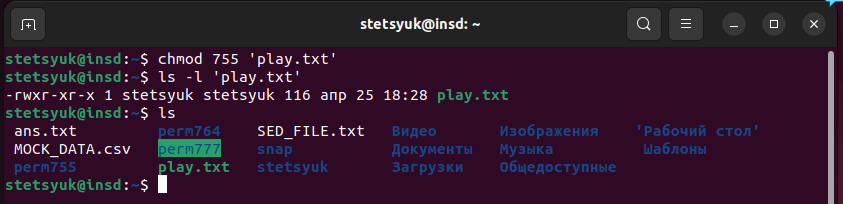 stetsyuk@insd: ~
stetsyuk@insd:~$ chmod 755 'play.txt'
stetsyuk@insd:~$ ls -l 'play.txt'
-rwxr-xr-x 1 stetsyuk stetsyuk 116 апр 25 18:28 play.txt
stetsyuk@insd:~$ ls
ans.txt perm764 SED_FILE.txt Видео Изображения 'Рабочий стол'
MOCK_DATA.csv perm777 snap Документы Музыка Шаблоны
perm755 play.txt stetsyuk Загрузки Общедоступные
stetsyuk@insd:~$